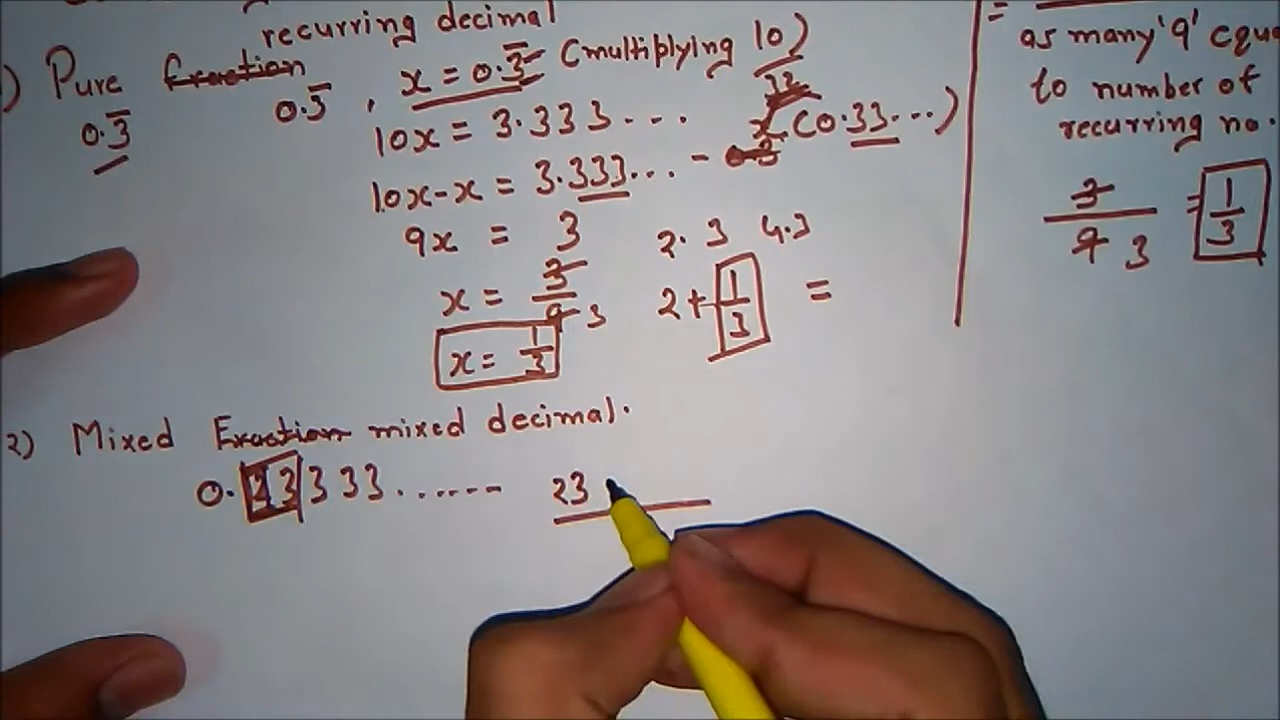 recurring decimal
) Pure fraction
0.3̅
0.3̅ , x = 0.3̅ (multiplying 10)
10x = 3.333...
10x-x = 3.333... - x (0.33...)
9x = 3
x = 3/9 3
x = 1/3
2.3 4.3
2 + 1/3 =
=
as many '9' equa
to number of
recurring no.
3/9 3 = 1/3
2) Mixed Fraction mixed decimal.
0.23333.......
23